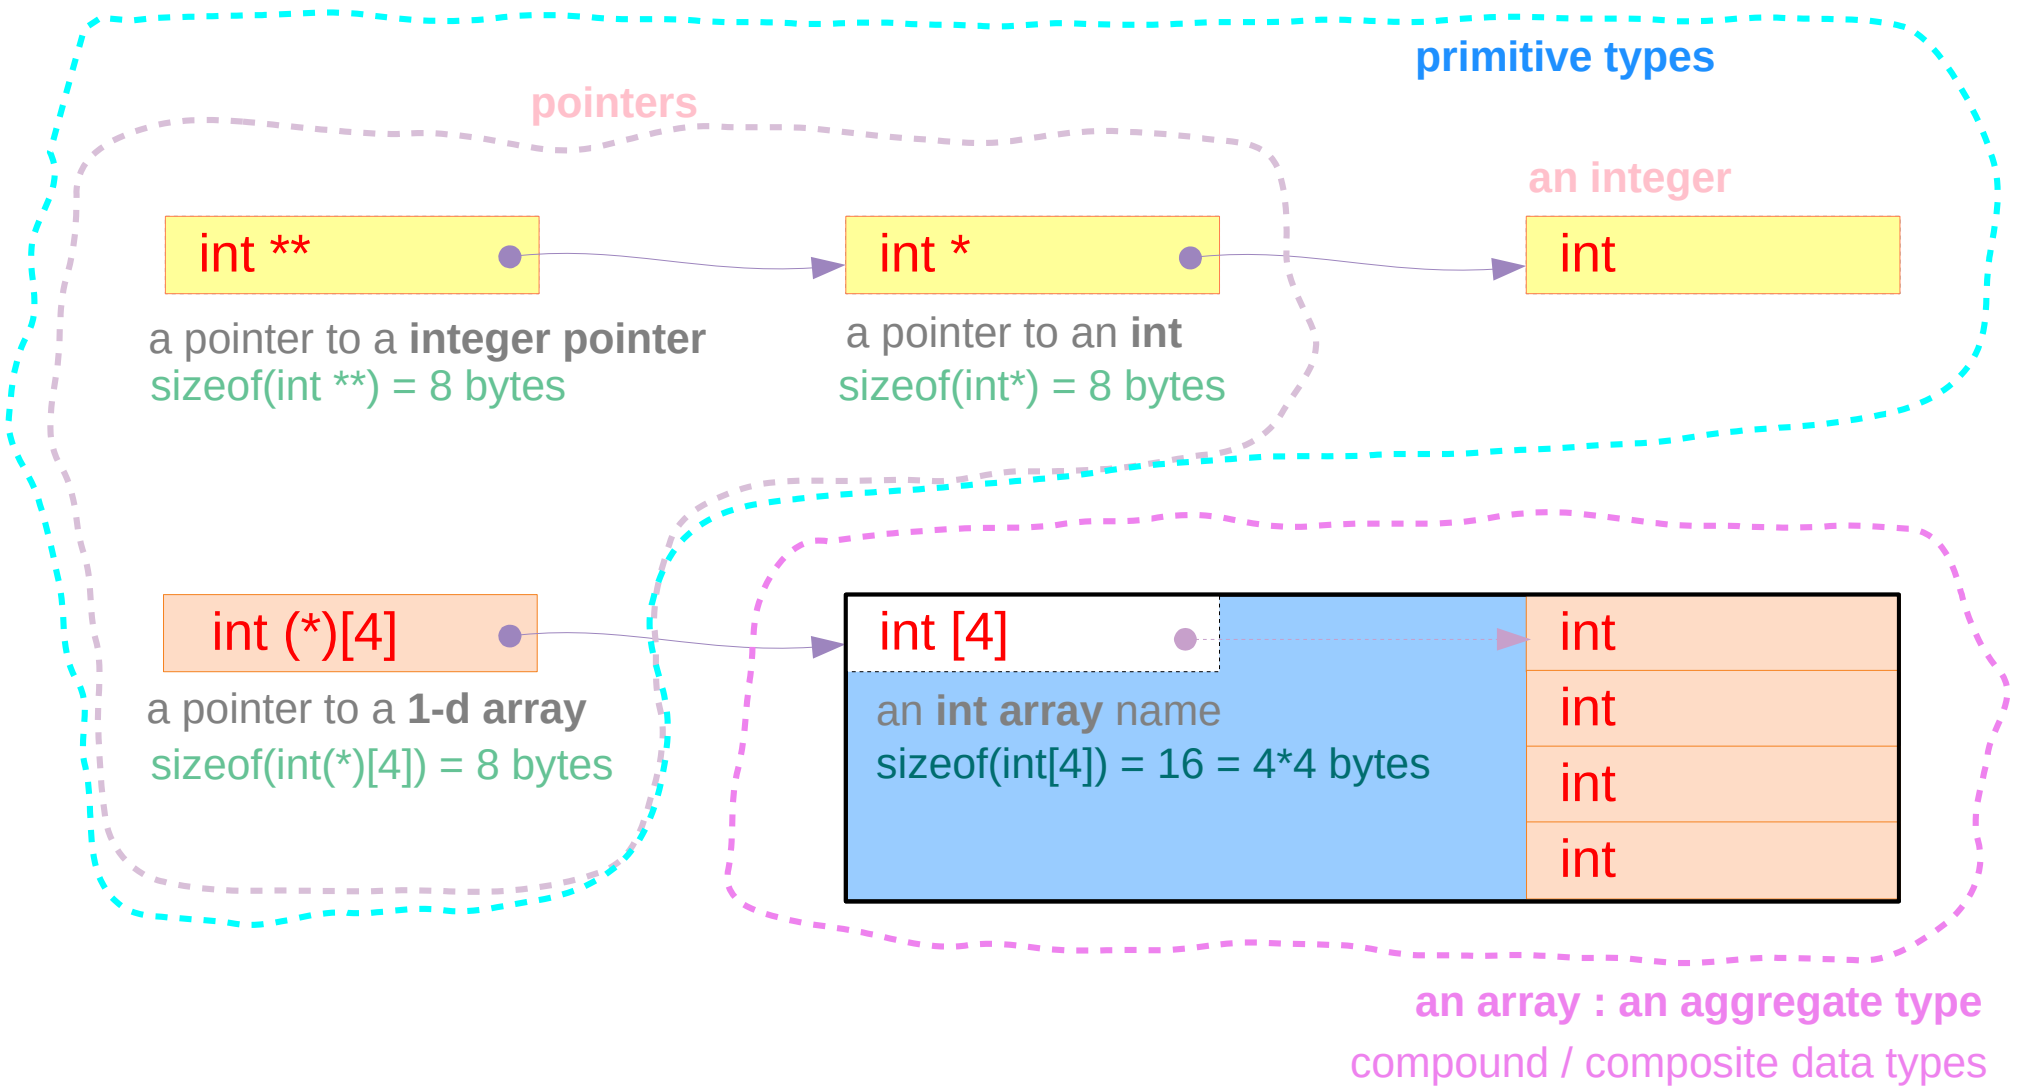 primitive types
pointers
an integer
int **
int *
int
a pointer to a integer pointer
sizeof(int **) = 8 bytes
a pointer to an int
sizeof(int*) = 8 bytes
int (*)[4]
a pointer to a 1-d array
sizeof(int(*)[4]) = 8 bytes
int [4]
an int array name
sizeof(int[4]) = 16 = 4*4 bytes
int
int
int
int
an array : an aggregate type
compound / composite data types